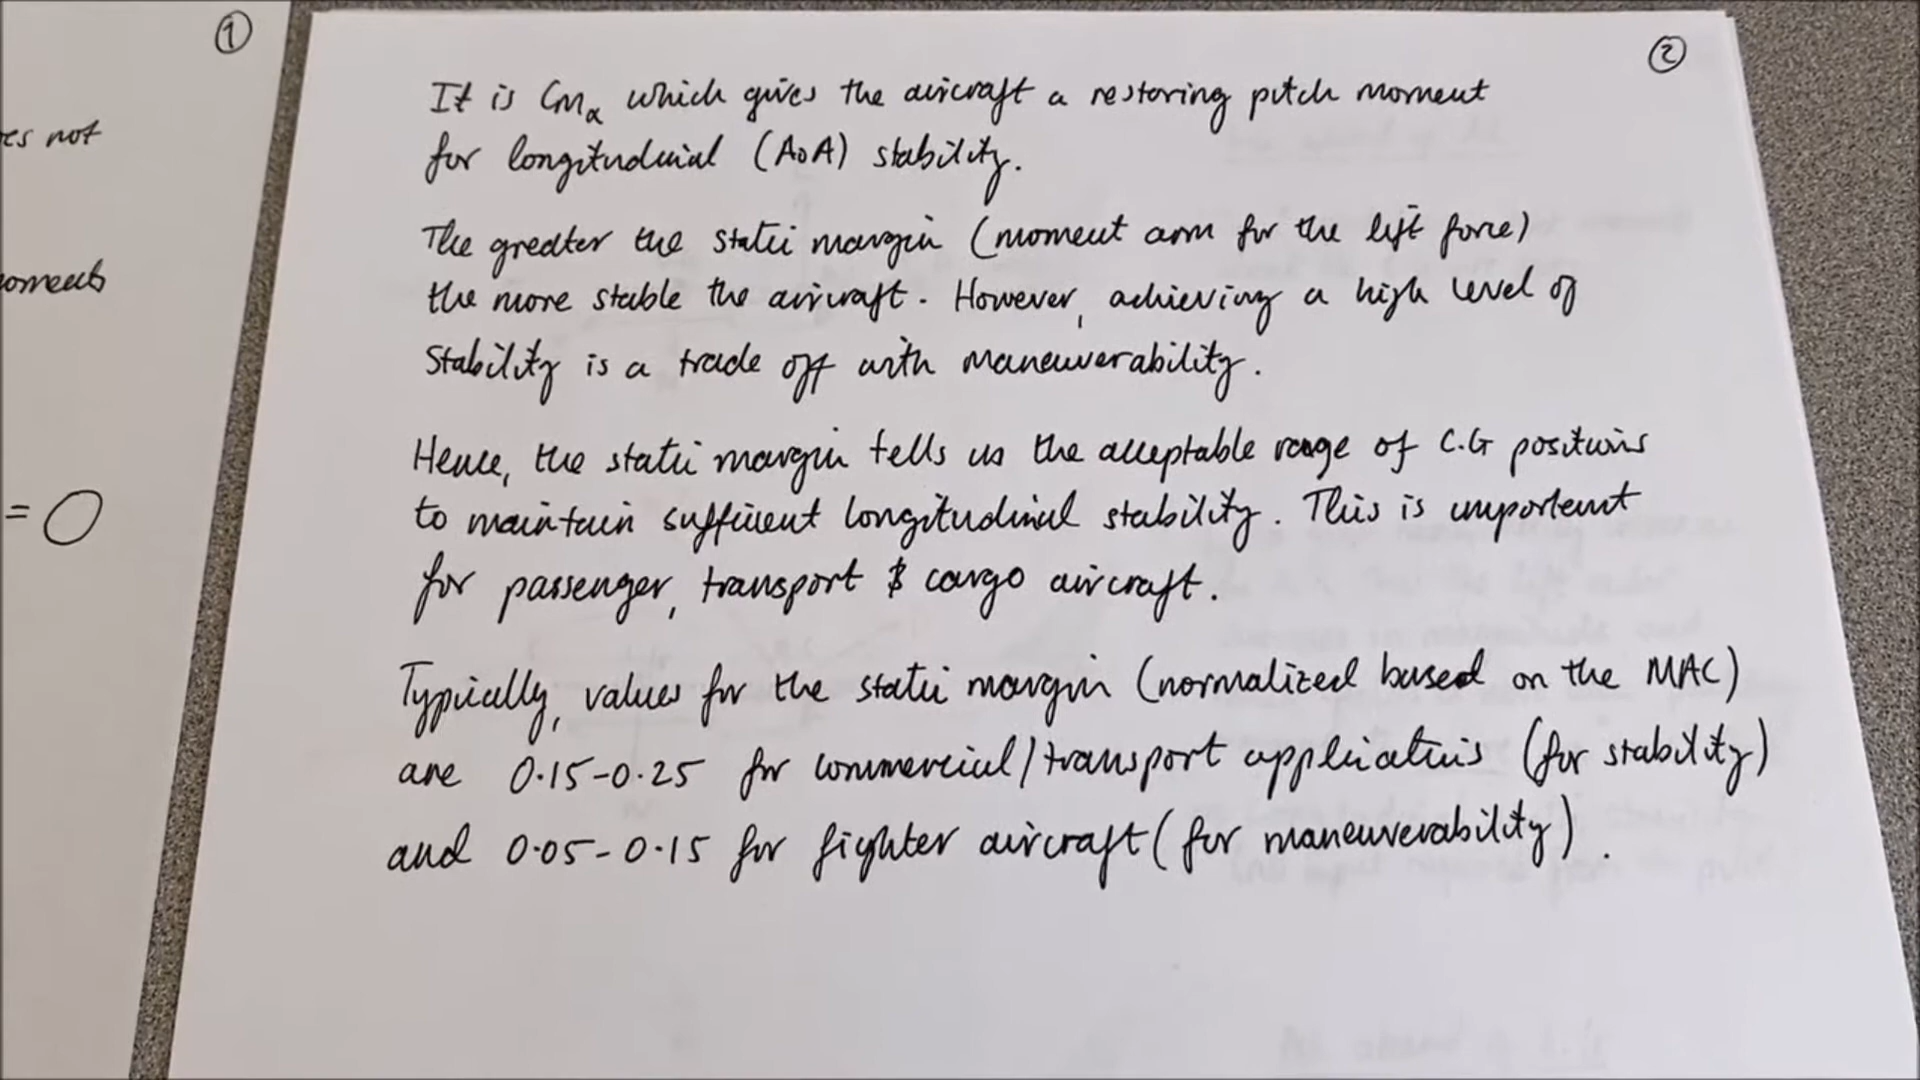 ①
es not
oments
= 0
②
It is CMα which gives the aircraft a restoring pitch moment
for longitudinal (AoA) stability.
The greater the static margin (moment arm for the lift force)
the more stable the aircraft. However, achieving a high level of
stability is a trade off with maneuverability.
Hence, the static margin tells us the acceptable range of C.G positions
to maintain sufficient longitudinal stability. This is important
for passenger, transport & cargo aircraft.
Typically, values for the static margin (normalized based on the MAC)
are 0.15-0.25 for commercial/transport applications (for stability)
and 0.05-0.15 for fighter aircraft (for maneuverability).